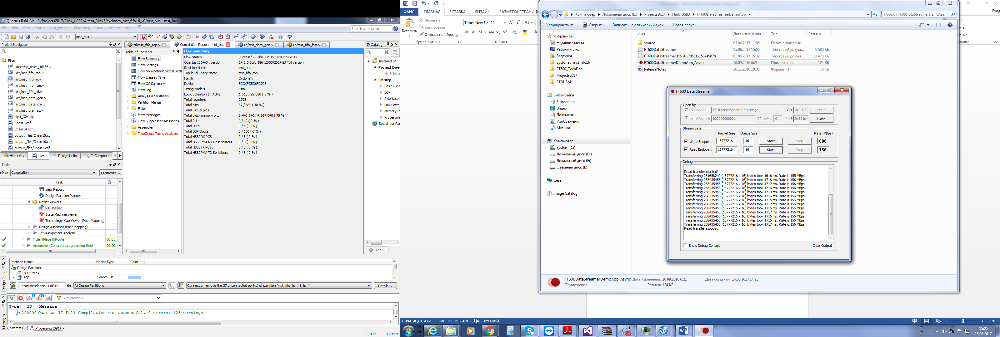 Quartus II 64-Bit - E:/Projects2017/Flink_USB3/Altera_Flink3/cyclonev_mst_fifo16_v0/mst_bus - mst_bus
File Edit View Project Assignments Processing Tools Window Help
Search altera.com
mst_bus
Project Navigator
Files
./tech/sp_sram_16k36.v
./rtl/mst_fifo_top.v
./rtl/mst_fifo_io.v
./rtl/mst_fifo_fsm.v
./rtl/mst_fifo_ctl.v
./rtl/mst_data_gen.v
./rtl/mst_data_chk.v
./rtl/mst_pre_fet.v
stp1_32k.stp
Chain1.cdf
Chain14.cdf
output_files/Chain15.cdf
output_files/Chain16.cdf
output_files/Chain1.cdf
Hierarchy Files Design Units IP Components
Tasks
Flow: Compilation Customize...
Task
View Report
Design Partition Planner
Netlist Viewers
RTL Viewer
State Machine Viewer
Technology Map Viewer (Post-Mapping)
Design Assistant (Post-Mapping)
I/O Assignment Analysis
Fitter (Place & Route) 00:03:
Assembler (Generate programming files) 00:00:
rtl/mst_fifo_top.v Compilation Report - mst_bus rtl/mst_data_gen.v rtl/mst_fifo_fsm.v
Table of Contents
Flow Summary
Flow Settings
Flow Non-Default Global Setti
Flow Elapsed Time
Flow OS Summary
Flow Log
Analysis & Synthesis
Partition Merge
Fitter
Flow Messages
Flow Suppressed Messages
Assembler
TimeQuest Timing Analyzer
Flow Summary
Flow Status Successful - Thu Jun 15 14:48:29 2017
Quartus II 64-Bit Version 14.1.0 Build 186 12/03/2014 SJ Full Version
Revision Name mst_bus
Top-level Entity Name mst_fifo_top
Family Cyclone V
Device 5CGXFC5C6F27C6
Timing Models Final
Logic utilization (in ALMs) 1,515 / 29,080 ( 5 % )
Total registers 2798
Total pins 67 / 364 ( 18 % )
Total virtual pins 0
Total block memory bits 3,440,640 / 4,567,040 ( 75 % )
Total PLLs 0 / 12 ( 0 % )
Total DLLs 0 / 4 ( 0 % )
Total DSP Blocks 0 / 150 ( 0 % )
Total HSSI RX PCSs 0 / 6 ( 0 % )
Total HSSI PMA RX Deserializers 0 / 6 ( 0 % )
Total HSSI TX PCSs 0 / 6 ( 0 % )
Total HSSI PMA TX Serializers 0 / 6 ( 0 % )
IP Catalog
Installed IP
Project Direc
No Selectio
Library
Basic Func
DSP
Interface F
Low Power
Memory In
Processors
Search for Par
Add...
Partition Name Netlist Type Color
Design Partitions
<<new>>
Top Source File
Recommendation: 1 of 12 for All Design Partitions Connect or remove the 37 unconnected port(s) of partition "mst_fifo_fsm:i1_fsm". Details...
Design Pa...
All <<Search>>
Type ID Message
293000 Quartus II Full Compilation was successful. 0 errors, 125 warnings
Messages
System (22) Processing (391)
100% 00:05:40
ФАЙЛ ГЛАВНАЯ ВСТАВКА ДИЗАЙН РАЗМЕТКА СТРАНИЦЫ
Вход
Вставить
Вырезать
Копировать
Формат по образцу
Буфер обмена
Times New R 12
Aa
Ж К Ч abc x₂ x² A
Шрифт
СТРАНИЦА 1 ИЗ 2 ЧИСЛО СЛОВ: 429 РУССКИЙ
90%
Компьютер Локальный диск (E:) Projects2017 Flink_USB3 FT600DataStreamerDemoApp
Поиск: FT600DataStreamerDemoApp
Упорядочить Открыть Записать на оптический диск Новая папка
Избранное
Недавние места
Рабочий стол
Загрузки
cyclonev_mst_fifo16
FT600_TechDoc
Projects2017
FTDI_SM
Библиотеки
Subversion
Видео
Документы
Изображения
Музыка
Компьютер
System (C:)
Локальный диск (D:)
Локальный диск (E:)
Съемный диск (I:)
Сеть
Image Catalog
Имя Дата изменения Тип Размер
source 05.06.2017 11:05 Папка с файлами
FT600DataStreamer 15.06.2017 15:05 Текстовый докум... 1 589 КБ
FT600DataStreamer.txt-20170601-153249878 01.06.2017 15:32 Текстовый докум... 13 478 КБ
FT600DataStreamerDemoApp_Async 16.09.2016 6:21 Приложение 124 КБ
ReleaseNotes 16.11.2016 10:05 Формат RTF 70 КБ
FT600 Data Streamer
Open by
Description FTDI SuperSpeed-FIFO Bridge VID 0x0403 Open
Serial Number 000000000001 Index 0 PID 0x601e Close
Stream data
Packet Size Queue Size Rate (MBps)
Write Endpoint 16777216 16 Start Stop 000
Read Endpoint 16777216 16 Start Stop 156
Debug
Read transfer started!
Transferring 251658240 (16777216 x 16) bytes took 1616 ms. Rate is 155 MBps.
Transferring 268435456 (16777216 x 16) bytes took 1716 ms. Rate is 156 MBps.
Transferring 268435456 (16777216 x 16) bytes took 1717 ms. Rate is 156 MBps.
Transferring 268435456 (16777216 x 16) bytes took 1716 ms. Rate is 156 MBps.
Transferring 268435456 (16777216 x 16) bytes took 1713 ms. Rate is 156 MBps.
Transferring 268435456 (16777216 x 16) bytes took 1716 ms. Rate is 156 MBps.
Transferring 268435456 (16777216 x 16) bytes took 1715 ms. Rate is 156 MBps.
Transferring 268435456 (16777216 x 16) bytes took 1717 ms. Rate is 156 MBps.
Transferring 268435456 (16777216 x 16) bytes took 1716 ms. Rate is 156 MBps.
Transferring 268435456 (16777216 x 16) bytes took 1717 ms. Rate is 156 MBps.
Transferring 268435456 (16777216 x 16) bytes took 1716 ms. Rate is 156 MBps.
Transferring 268435456 (16777216 x 16) bytes took 1716 ms. Rate is 156 MBps.
Transferring 268435456 (16777216 x 16) bytes took 1717 ms. Rate is 156 MBps.
Read transfer stopped!
Show Debug Console Clear Output
FT600DataStreamerDemoApp_Async Дата изменения: 16.09.2016 6:21 Дата создания: 14.03.2017 14:23
Приложение Размер: 124 КБ
15:05
15.06.2017